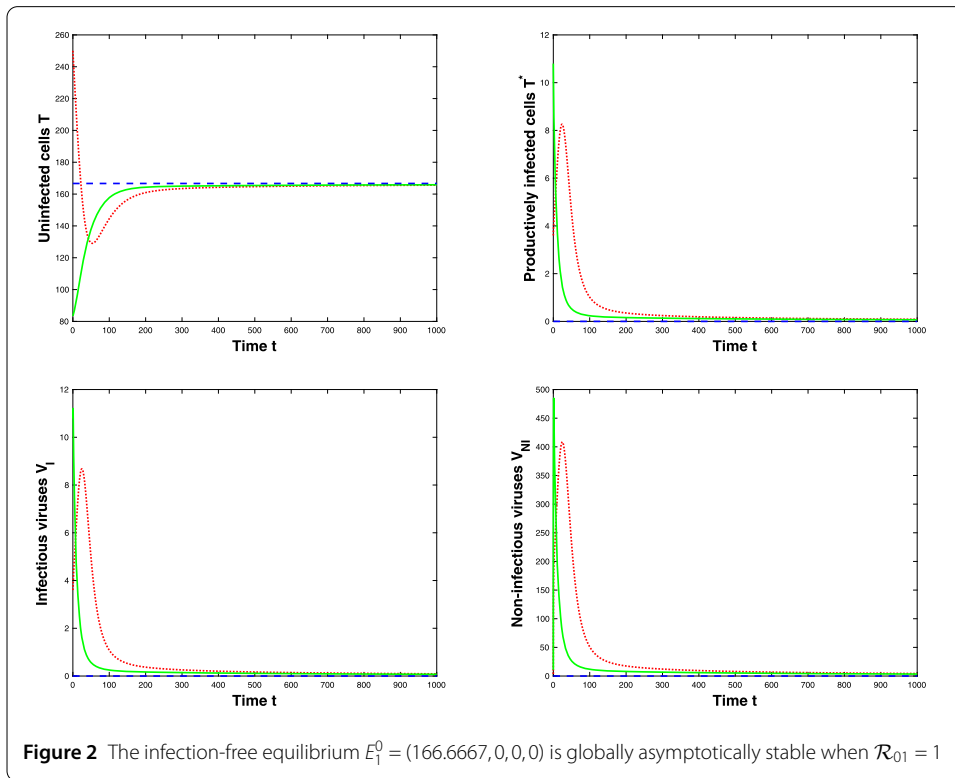 260
240
220
200
180
160
140
120
100
80
0 100 200 300 400 500 600 700 800 900 1000
Uninfected cells T
Time t
12
10
8
6
4
2
0
0 100 200 300 400 500 600 700 800 900 1000
Productively infected cells T*
Time t
12
10
8
6
4
2
0
0 100 200 300 400 500 600 700 800 900 1000
Infectious viruses V_I
Time t
500
450
400
350
300
250
200
150
100
50
0
0 100 200 300 400 500 600 700 800 900 1000
Non-infectious viruses V_NI
Time t
Figure 2 The infection-free equilibrium E_1^0 = (166.6667, 0, 0, 0) is globally asymptotically stable when R_01 = 1